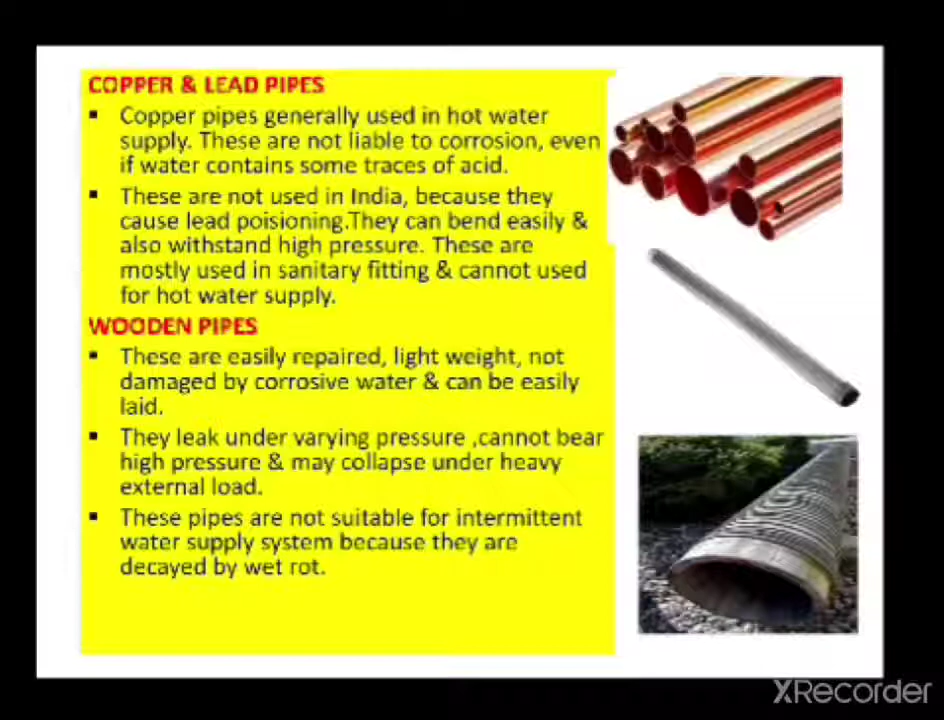 COPPER & LEAD PIPES
▪ Copper pipes generally used in hot water
supply. These are not liable to corrosion, even
if water contains some traces of acid.
▪ These are not used in India, because they
cause lead poisioning.They can bend easily &
also withstand high pressure. These are
mostly used in sanitary fitting & cannot used
for hot water supply.
WOODEN PIPES
▪ These are easily repaired, light weight, not
damaged by corrosive water & can be easily
laid.
▪ They leak under varying pressure ,cannot bear
high pressure & may collapse under heavy
external load.
▪ These pipes are not suitable for intermittent
water supply system because they are
decayed by wet rot.
XRecorder